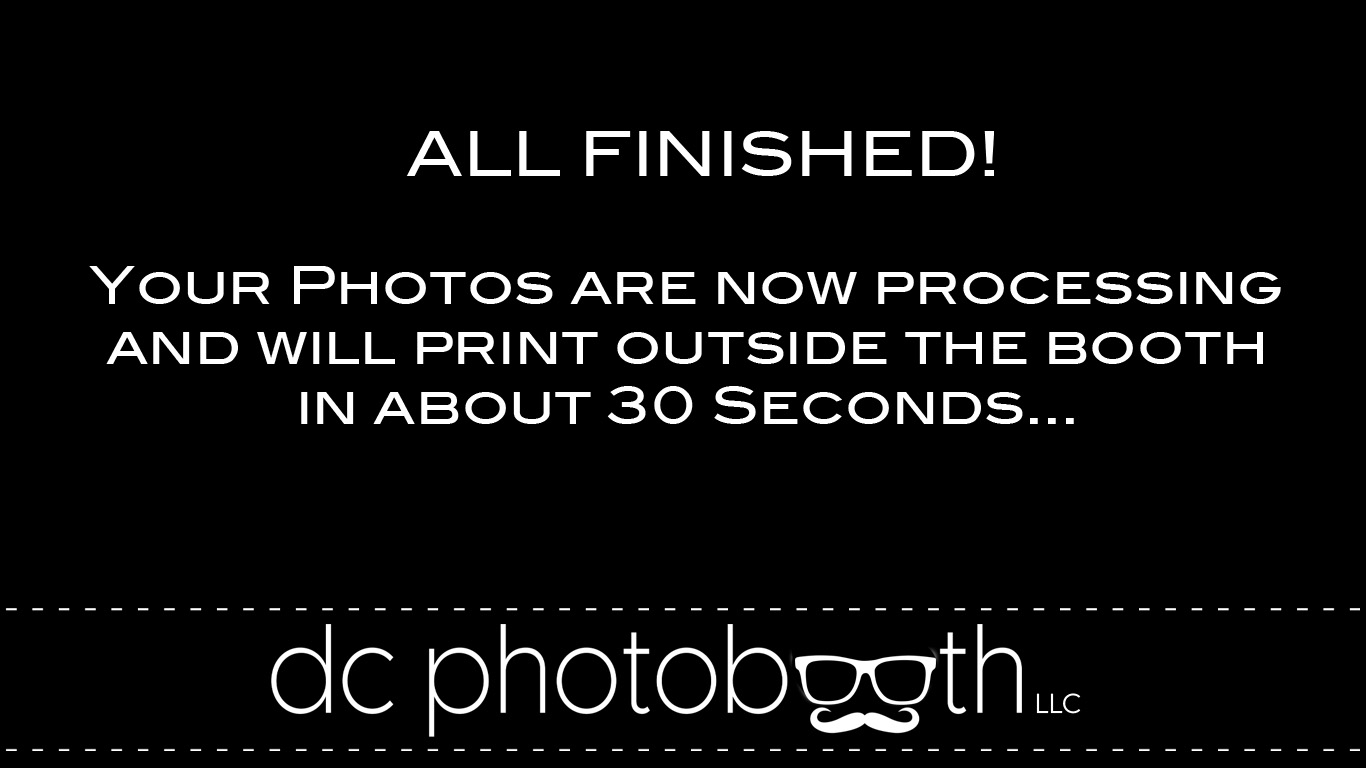 ALL FINISHED!
YOUR PHOTOS ARE NOW PROCESSING
AND WILL PRINT OUTSIDE THE BOOTH
IN ABOUT 30 SECONDS...
dc photobooth LLC